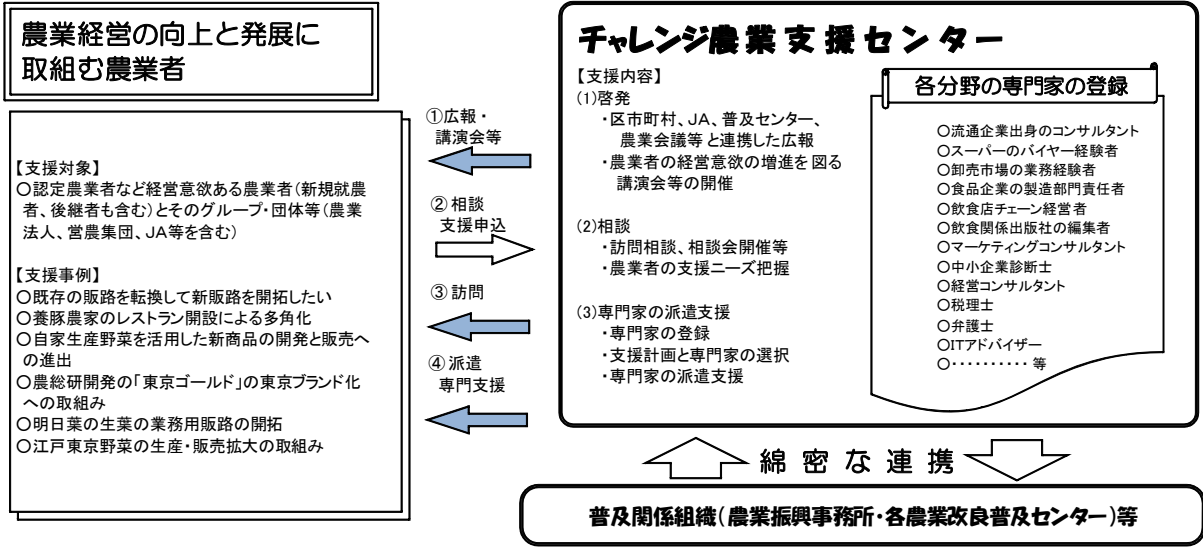 農業経営の向上と発展に
取組む農業者
【支援対象】
〇認定農業者など経営意欲ある農業者(新規就農
者、後継者も含む)とそのグループ・団体等(農業
法人、営農集団、JA等を含む)
【支援事例】
〇既存の販路を転換して新販路を開拓したい
〇養豚農家のレストラン開設による多角化
〇自家生産野菜を活用した新商品の開発と販売へ
の進出
〇農総研開発の「東京ゴールド」の東京ブランド化
への取組み
〇明日葉の生葉の業務用販路の開拓
〇江戸東京野菜の生産・販売拡大の取組み
①広報・
講演会等
②相談
支援申込
③訪問
④派遣
専門支援
チャレンジ農業支援センター
【支援内容】
(1)啓発
・区市町村、JA、普及センター、
農業会議等と連携した広報
・農業者の経営意欲の増進を図る
講演会等の開催
(2)相談
・訪問相談、相談会開催等
・農業者の支援ニーズ把握
(3)専門家の派遣支援
・専門家の登録
・支援計画と専門家の選択
・専門家の派遣支援
各分野の専門家の登録
〇流通企業出身のコンサルタント
〇スーパーのバイヤー経験者
〇卸売市場の業務経験者
〇食品企業の製造部門責任者
〇飲食店チェーン経営者
〇飲食関係出版社の編集者
〇マーケティングコンサルタント
〇中小企業診断士
〇経営コンサルタント
〇税理士
〇弁護士
〇ITアドバイザー
〇・・・・・・・・・・ 等
綿密な連携
普及関係組織(農業振興事務所・各農業改良普及センター)等